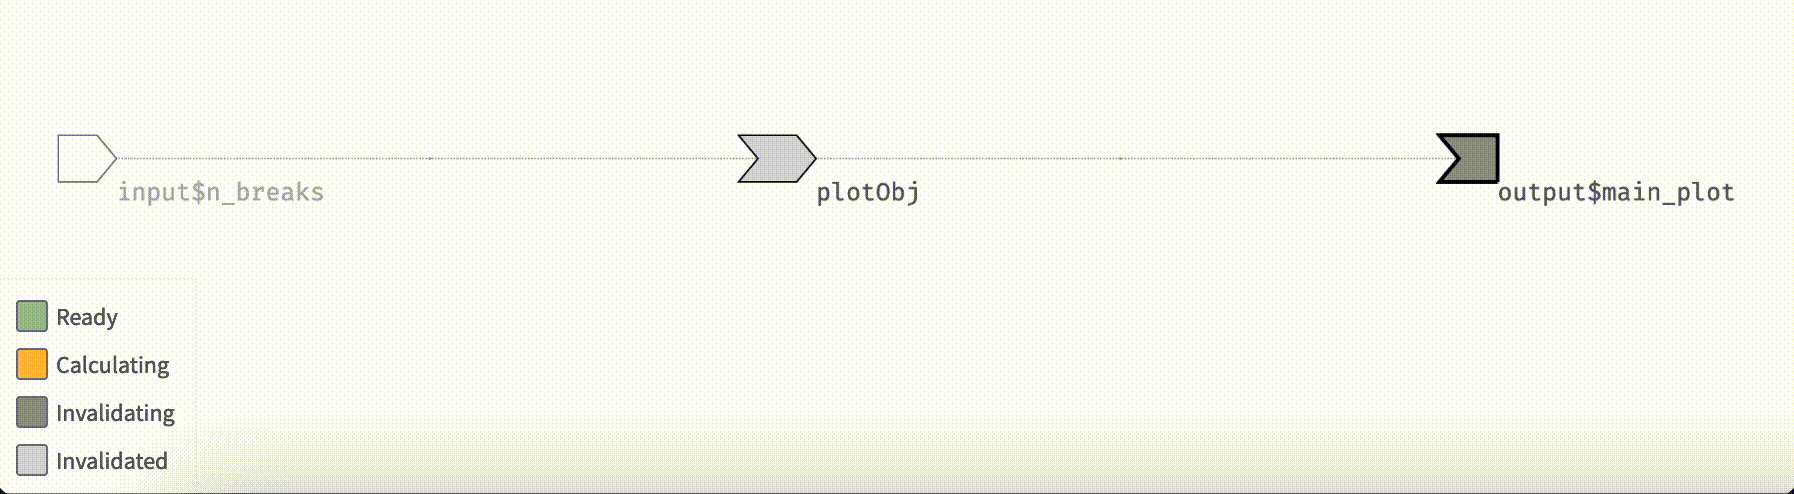 input$n_breaks
plotObj
output$main_plot
Ready
Calculating
Invalidating
Invalidated